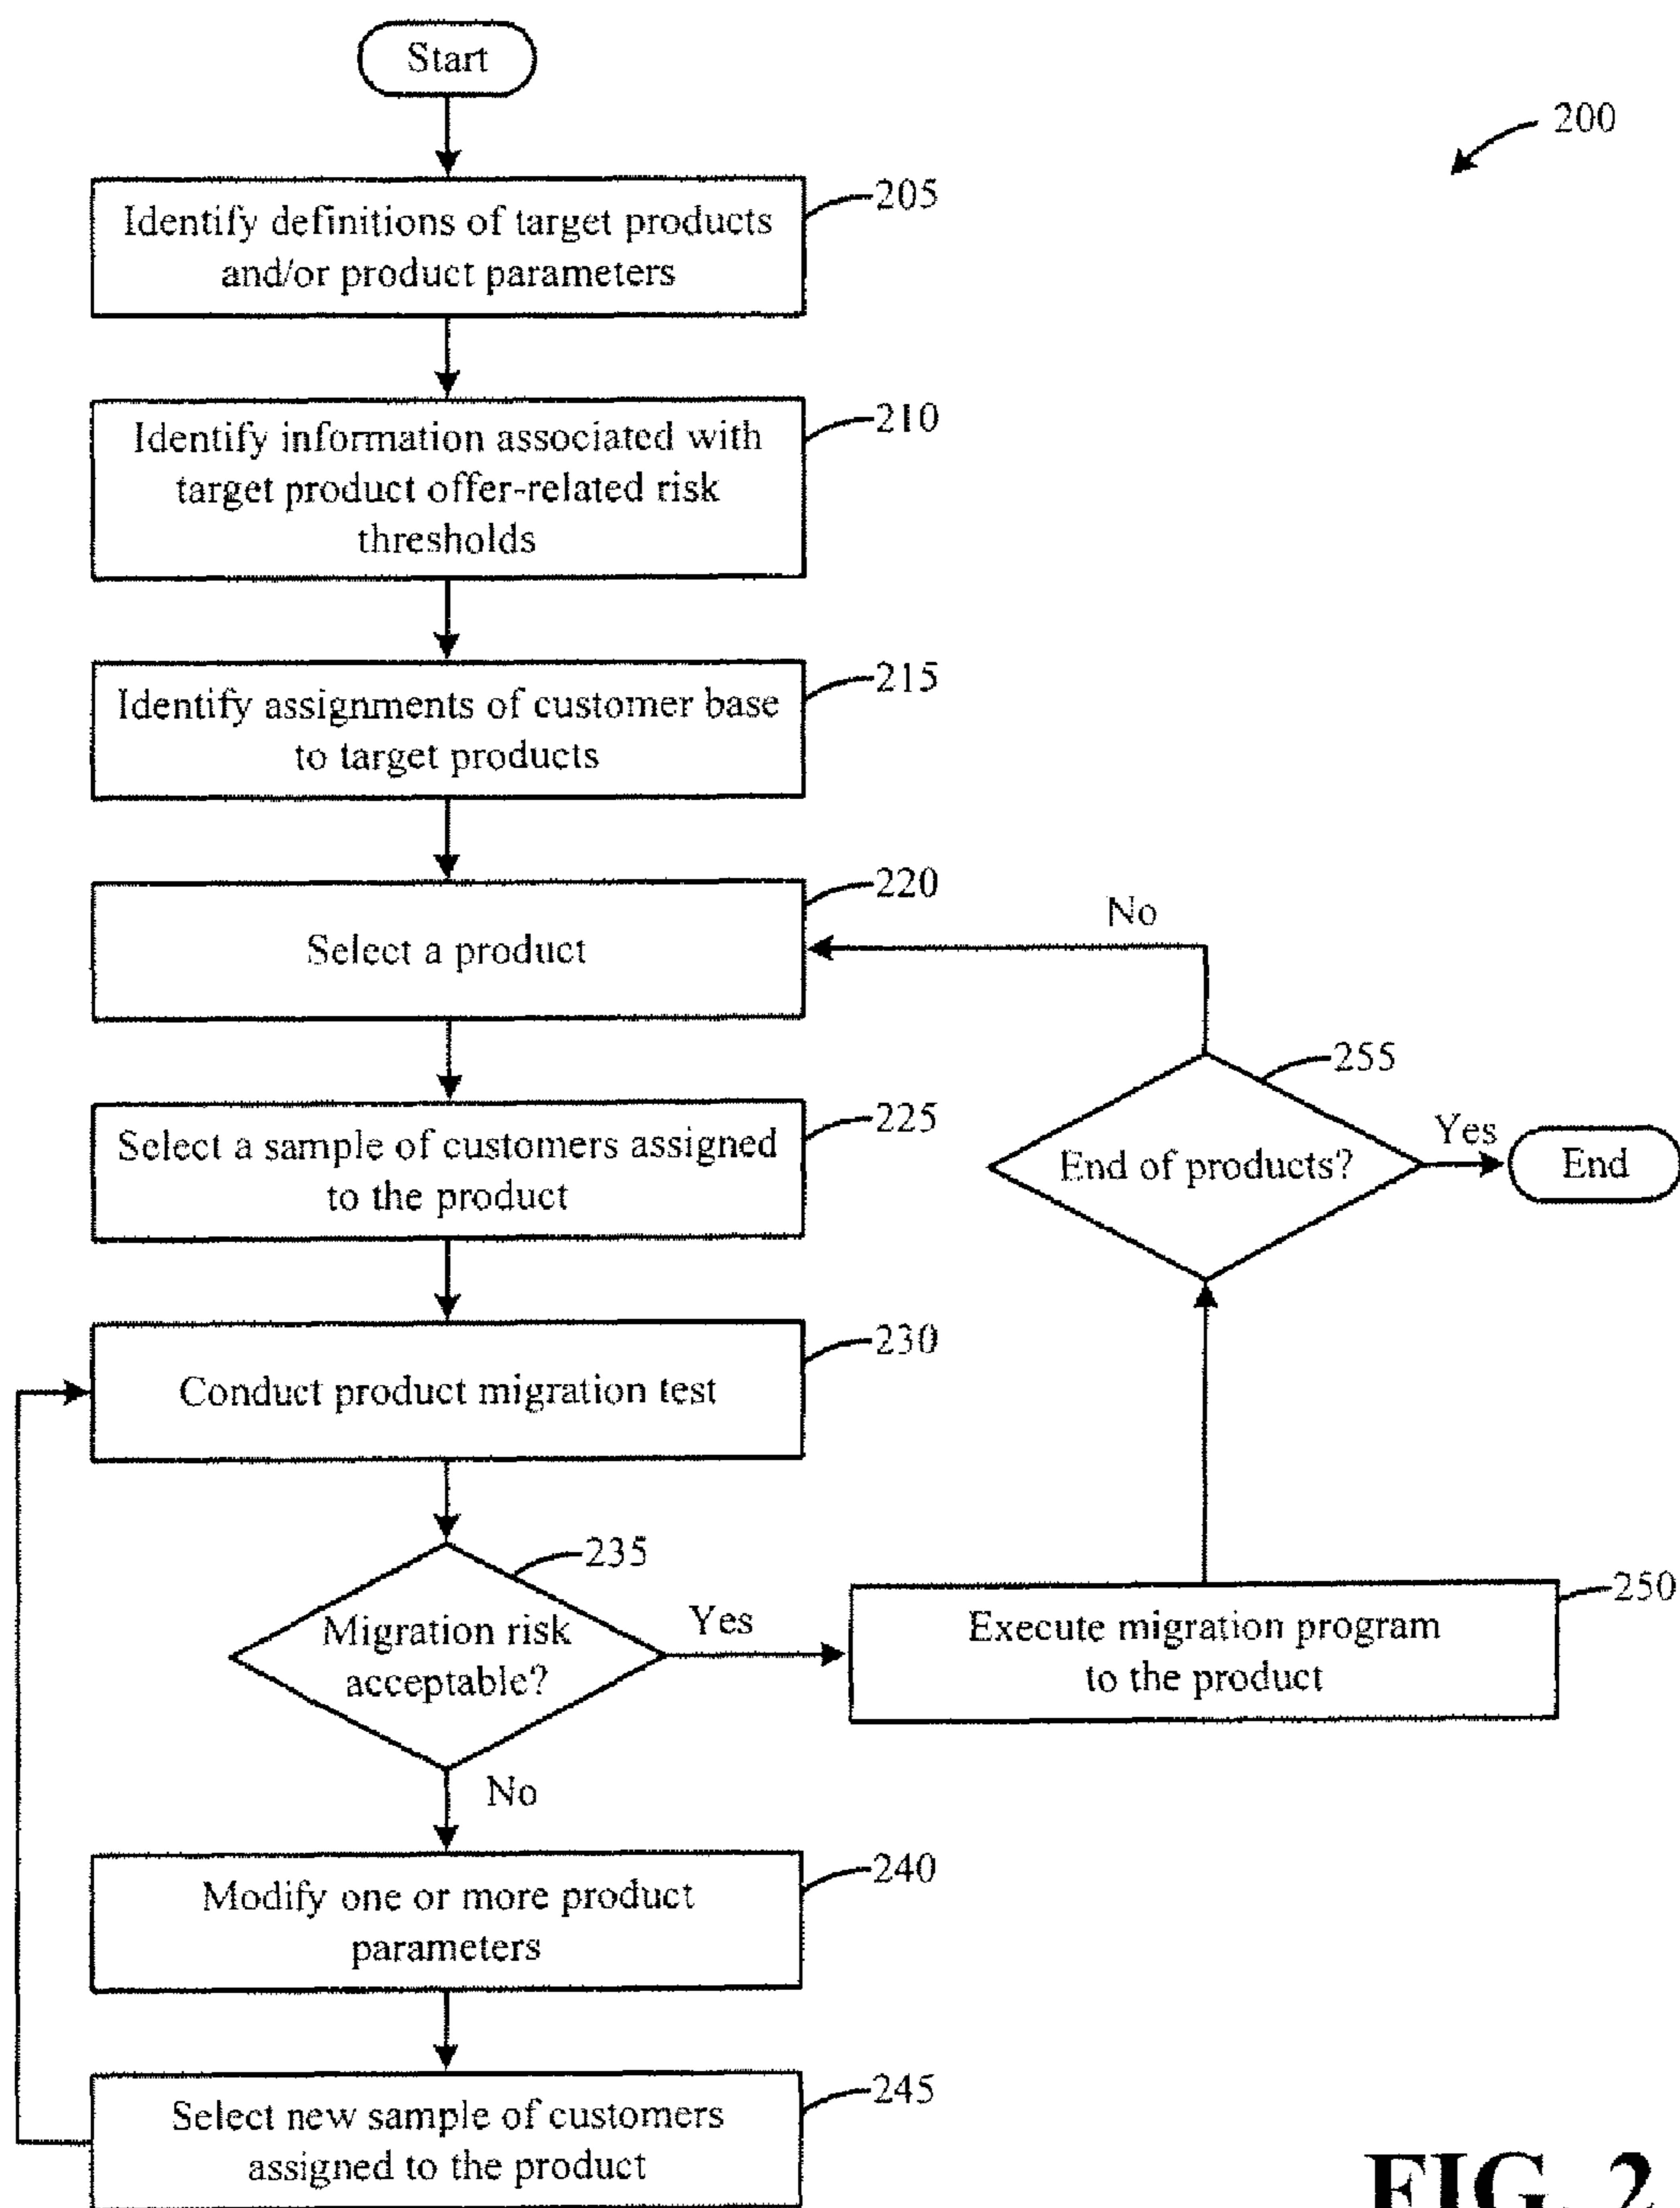 Start
200
205
Identify definitions of target products
and/or product parameters
210
Identify information associated with
target product offer-related risk
thresholds
215
Identify assignments of customer base
to target products
220
Select a product
No
225
Select a sample of customers assigned
to the product
255
End of products?
Yes
End
230
Conduct product migration test
235
Migration risk
acceptable?
Yes
250
Execute migration program
to the product
No
240
Modify one or more product
parameters
245
Select new sample of customers
assigned to the product
FIG. 2